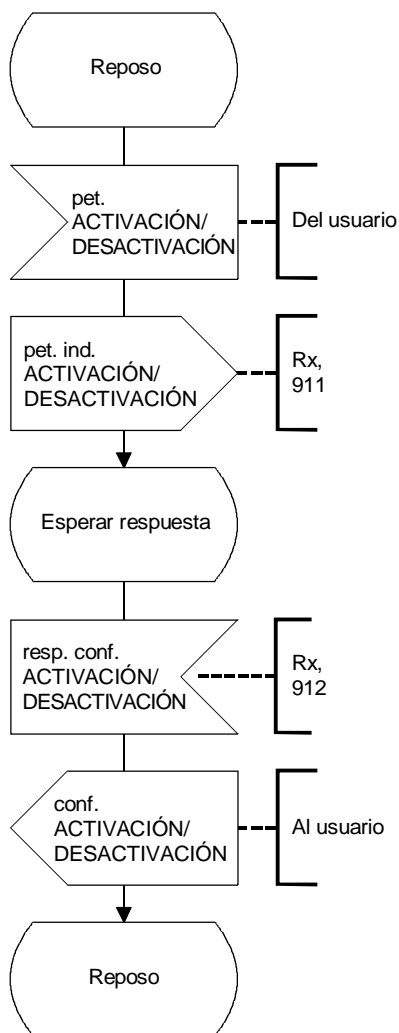 Reposo
pet.
ACTIVACIÓN/
DESACTIVACIÓN
Del usuario
pet. ind.
ACTIVACIÓN/
DESACTIVACIÓN
Rx,
911
Esperar respuesta
resp. conf.
ACTIVACIÓN/
DESACTIVACIÓN
Rx,
912
conf.
ACTIVACIÓN/
DESACTIVACIÓN
Al usuario
Reposo